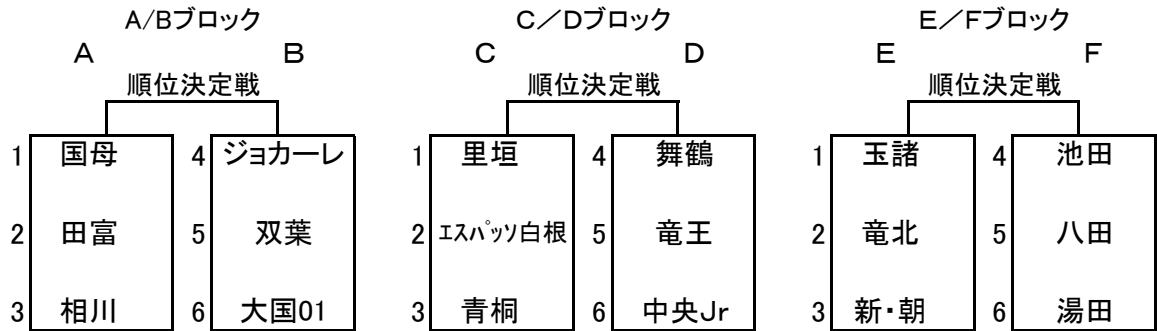 A/Bブロック C／Dブロック E／Fブロック
A B C D E F
順位決定戦 順位決定戦 順位決定戦
1 国母 4 ジョカーレ 1 里垣 4 舞鶴 1 玉諸 4 池田
2 田富 5 双葉 2 ｴｽﾊﾟｯｿ白根 5 竜王 2 竜北 5 八田
3 相川 6 大国01 3 青桐 6 中央Jr 3 新・朝 6 湯田